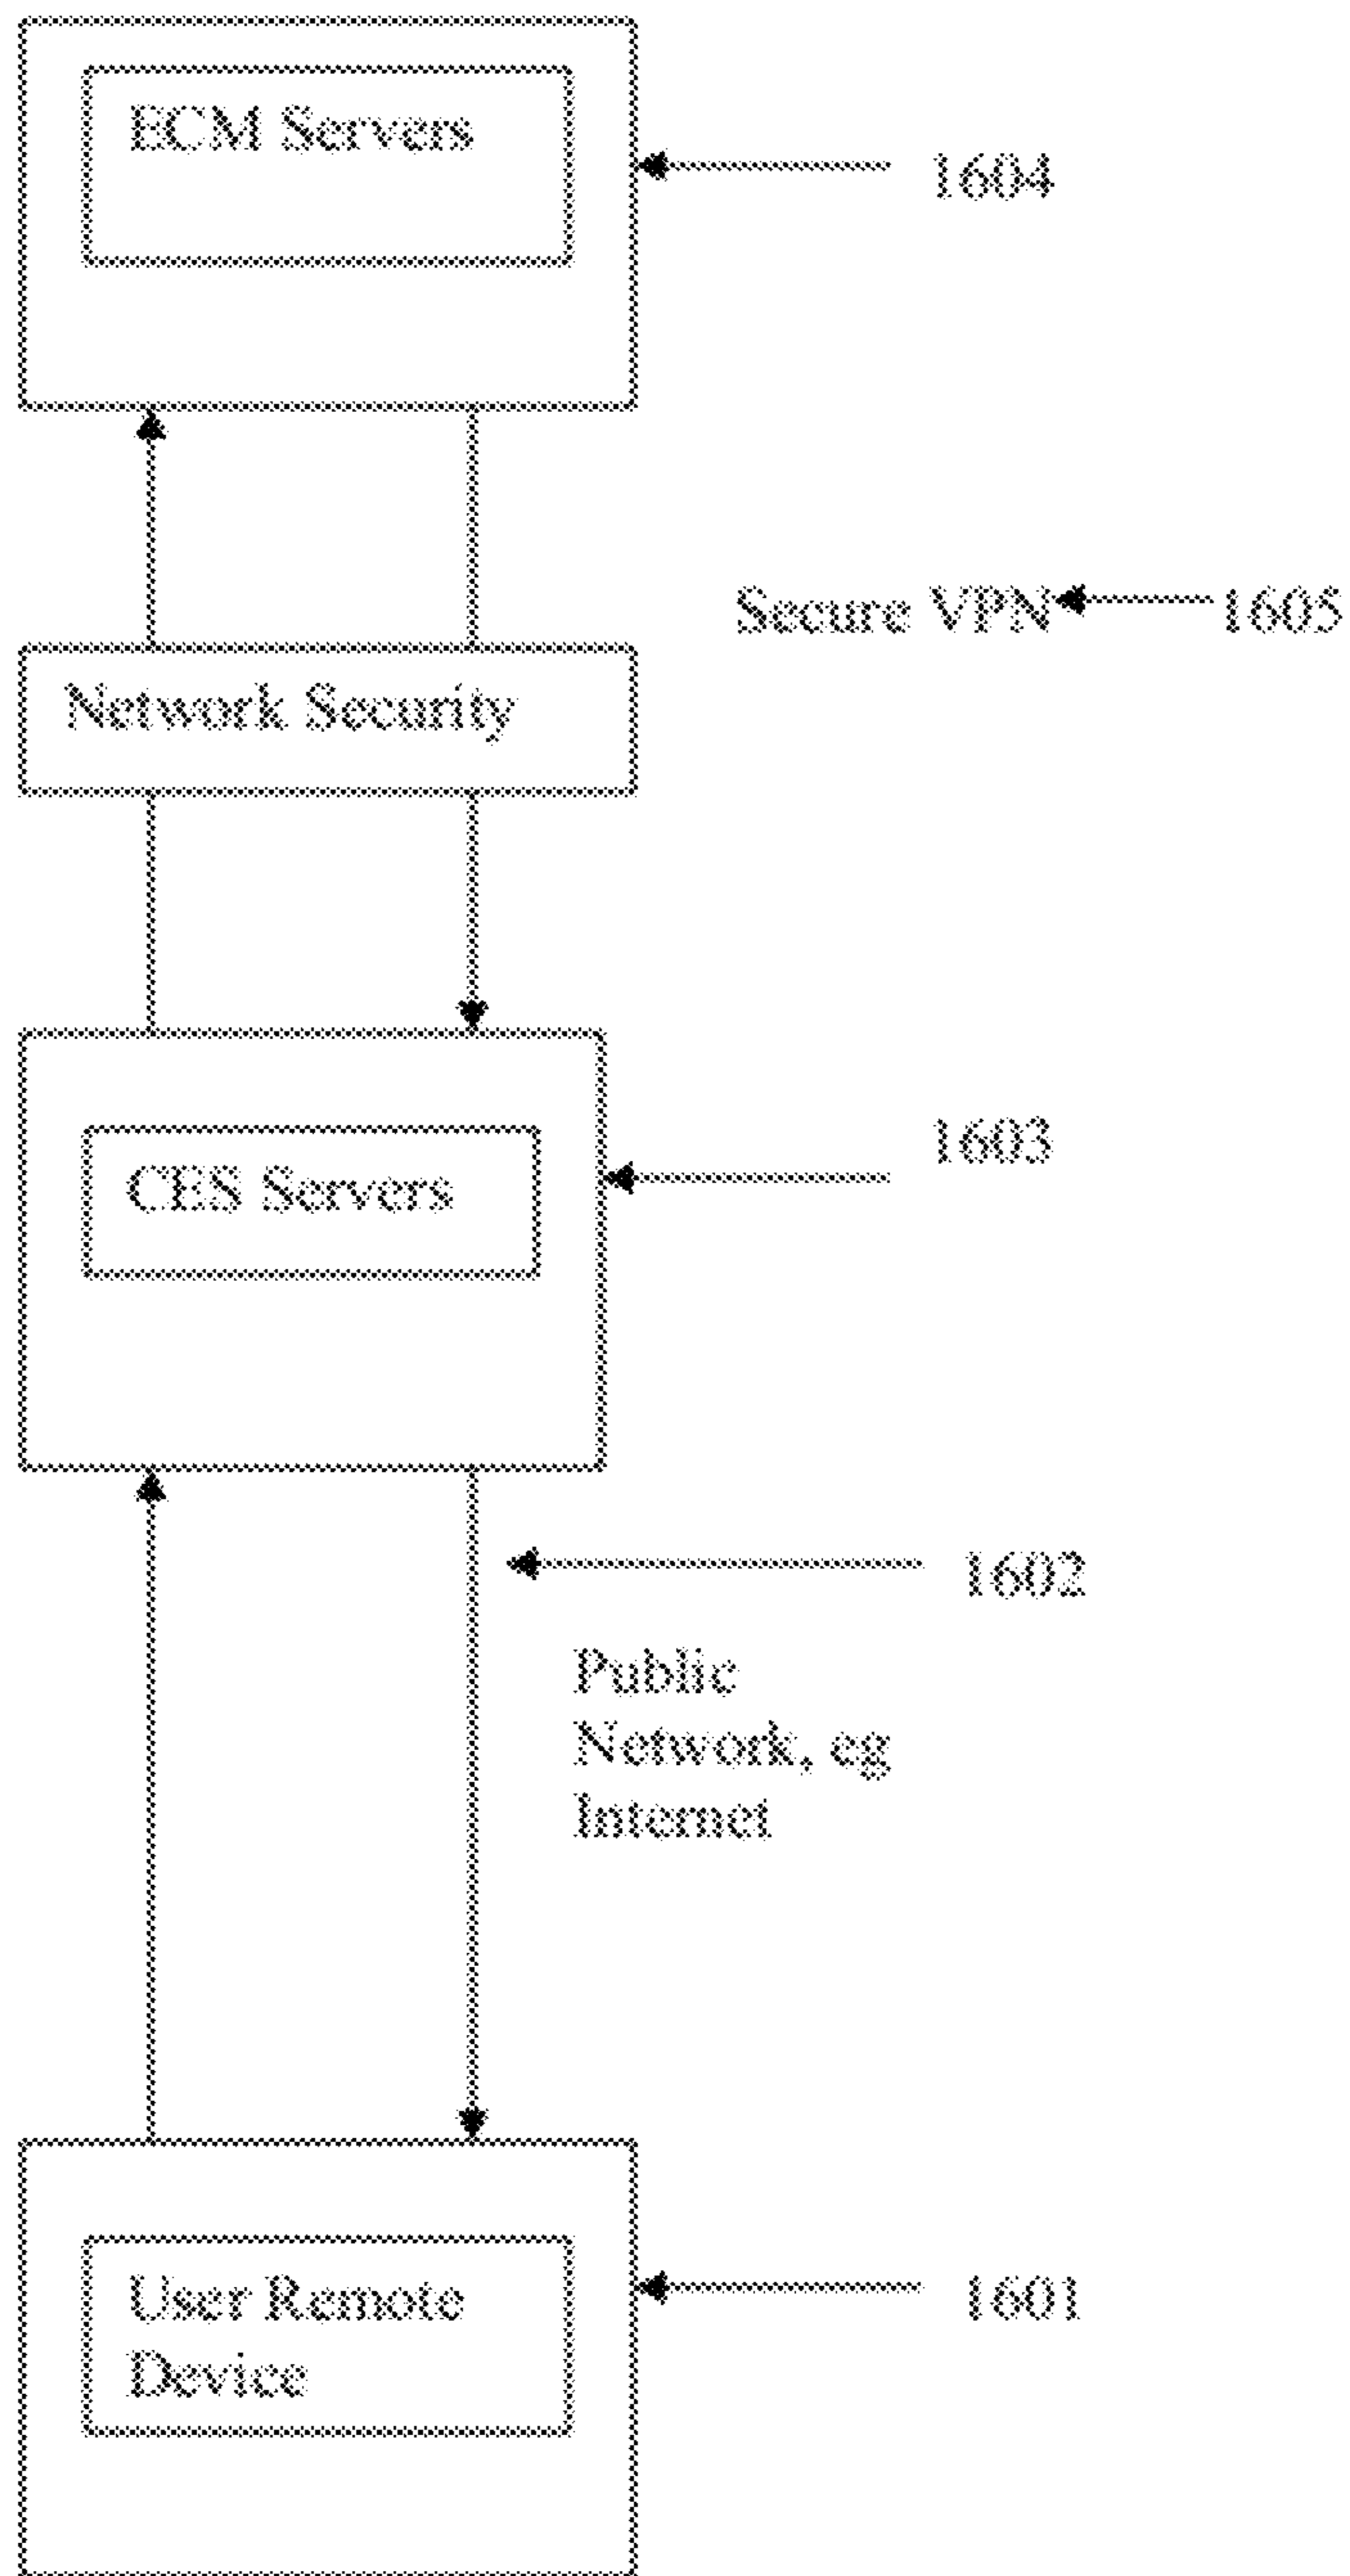 ECM Servers
1604
Secure VPN
1605
Network Security
CES Servers
1603
1602
Public
Network, eg
Internet
User Remote
Device
1601